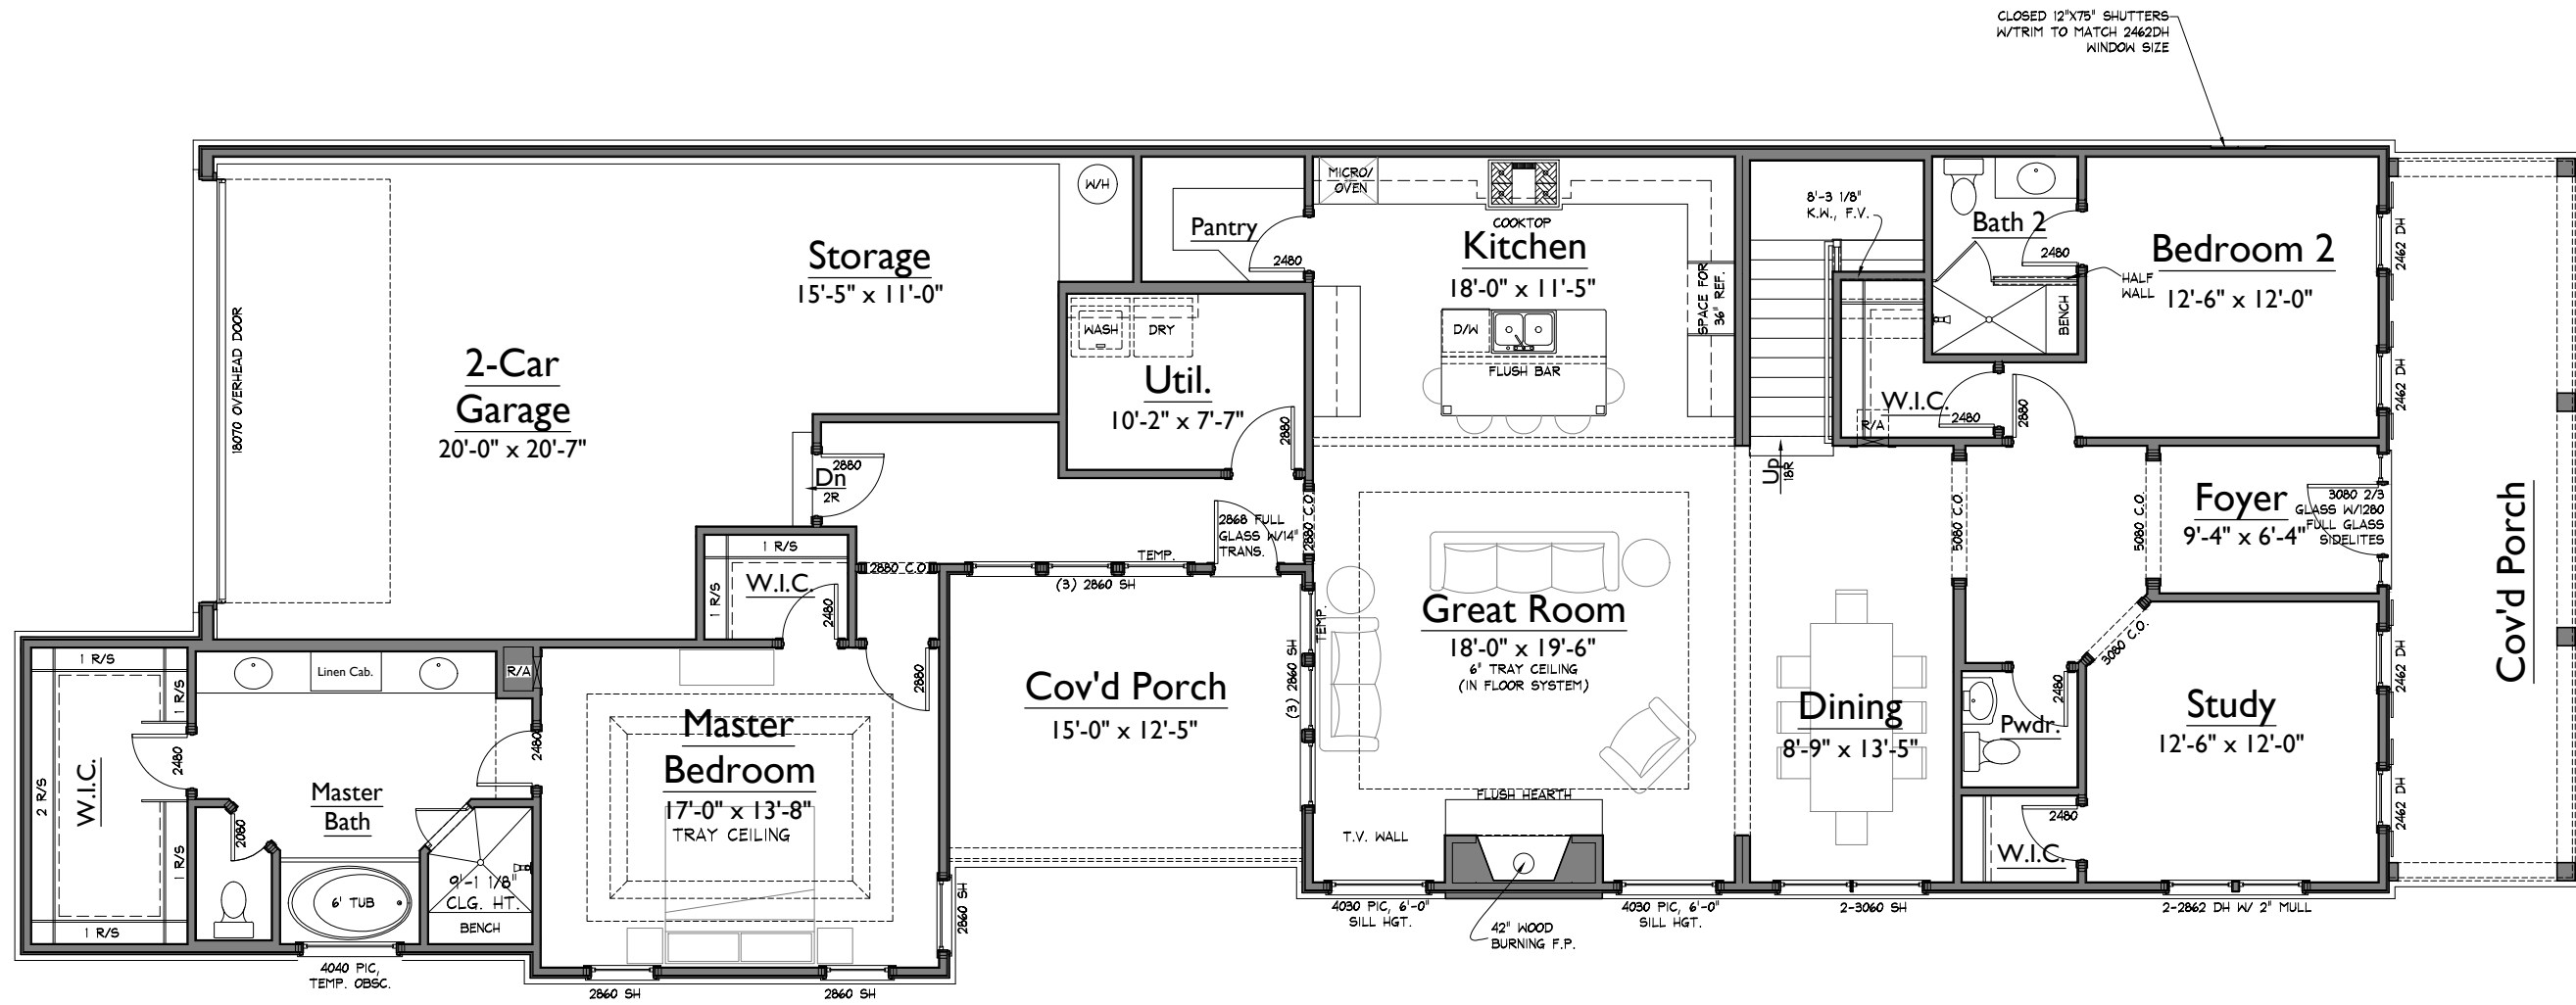 CLOSED 12"X75" SHUTTERS
W/TRIM TO MATCH 2462DH
WINDOW SIZE
W/H
MICRO/
OVEN
COOKTOP
Pantry
2480
Storage
15'-5" x 11'-0"
Kitchen
18'-0" x 11'-5"
SPACE FOR
36" REF.
8'-3 1/8"
K.W., F.V.
Bath 2
2480
HALF
WALL
BENCH
Bedroom 2
12'-6" x 12'-0"
2462 DH
2462 DH
18070 OVERHEAD DOOR
2-Car
Garage
20'-0" x 20'-7"
WASH
DRY
Util.
10'-2" x 7'-7"
2880
D/W
FLUSH BAR
W.I.C.
2480
R/A
2880
2880
Dn
2R
Up
18R
2868 FULL
GLASS W/14"
TRANS.
2880 C.O.
TEMP.
(3) 2860 SH
5080 C.O.
5080 C.O.
Foyer
9'-4" x 6'-4"
3080 2/3
GLASS W/1280
FULL GLASS
SIDELITES
Cov'd Porch
1 R/S
1 R/S
W.I.C.
2480
2880 C.O.
2880
TEMP.
(3) 2860 SH
Great Room
18'-0" x 19'-6"
6" TRAY CEILING
(IN FLOOR SYSTEM)
3080 C.O.
1 R/S
1 R/S
2 R/S
W.I.C.
1 R/S
1 R/S
2480
Linen Cab.
R/A
2480
Master
Bath
2080
6' TUB
9'-1 1/8"
CLG. HT.
BENCH
Master
Bedroom
17'-0" x 13'-8"
TRAY CEILING
Cov'd Porch
15'-0" x 12'-5"
2860 SH
FLUSH HEARTH
T.V. WALL
Dining
8'-9" x 13'-5"
2480
Pwdr.
2480
W.I.C.
Study
12'-6" x 12'-0"
2462 DH
2462 DH
4030 PIC, 6'-0"
SILL HGT.
42" WOOD
BURNING F.P.
4030 PIC, 6'-0"
SILL HGT.
2-3060 SH
2-2862 DH W/ 2" MULL
4040 PIC,
TEMP. OBSC.
2860 SH
2860 SH